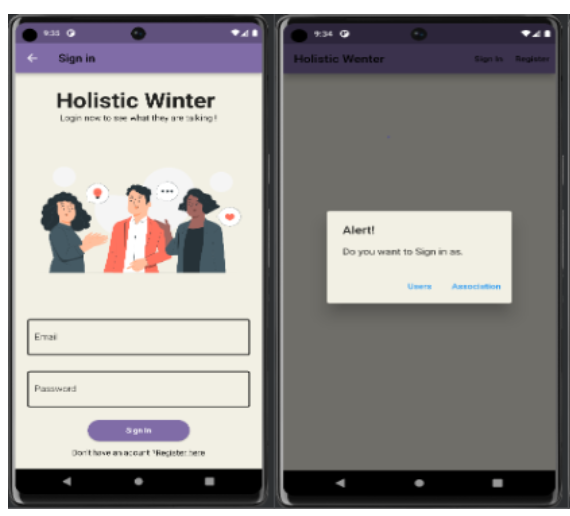 9:33
Sign in
Holistic Winter
Login now to see what they are talking!
Email
Password
Sign In
Don't have an acount ?Register here
9:34
Holistic Wenter Sign In Register
Alert!
Do you want to Sign in as.
Users Association